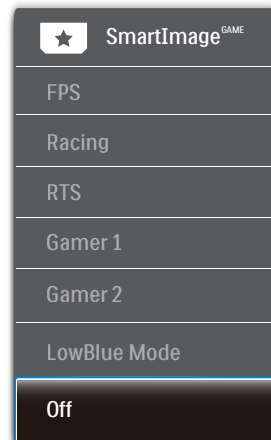 SmartImage GAME
FPS
Racing
RTS
Gamer 1
Gamer 2
LowBlue Mode
Off